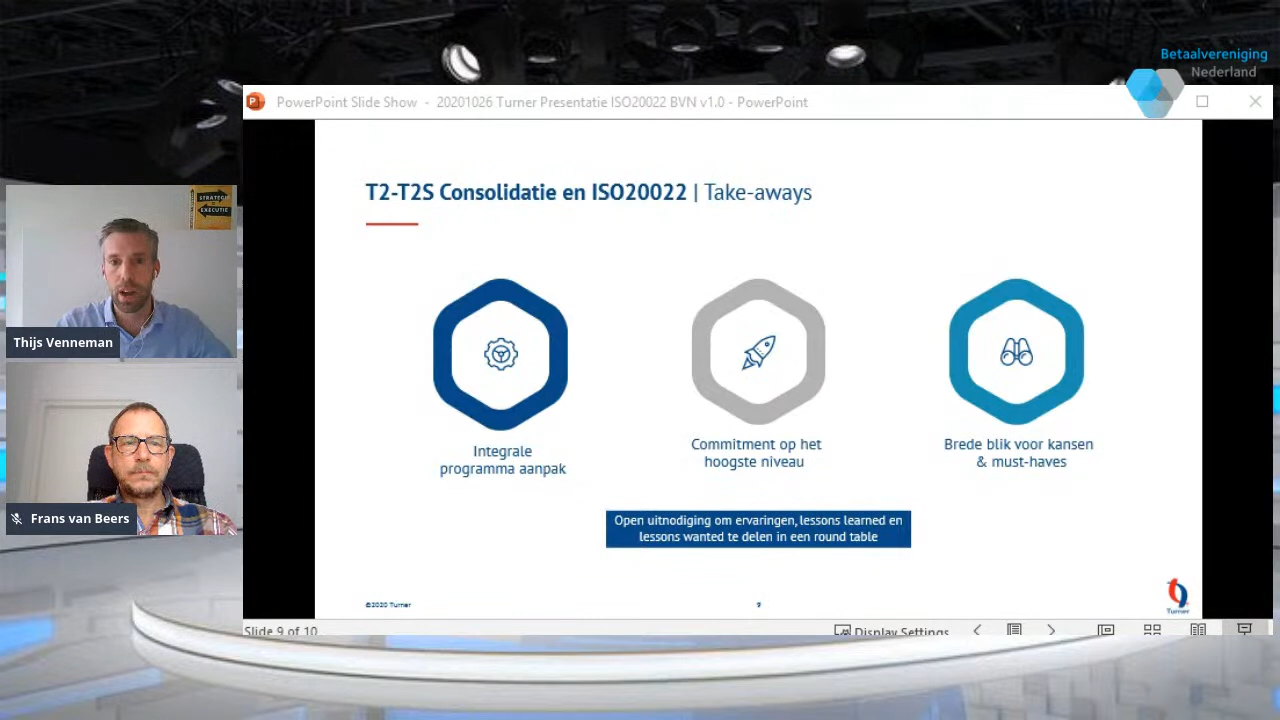 Betaalvereniging
Nederland
PowerPoint Slide Show - 20201026 Turner Presentatie ISO20022 BVN v1.0 - PowerPoint
T2-T2S Consolidatie en ISO20022 | Take-aways
STRATEGIE
EXECUTIE
Thijs Venneman
Frans van Beers
Integrale
programma aanpak
Commitment op het
hoogste niveau
Brede blik voor kansen
& must-haves
Open uitnodiging om ervaringen, lessons learned en
lessons wanted te delen in een round table
©2020 Turner
9
Turner
Slide 9 of 10
Display Settings